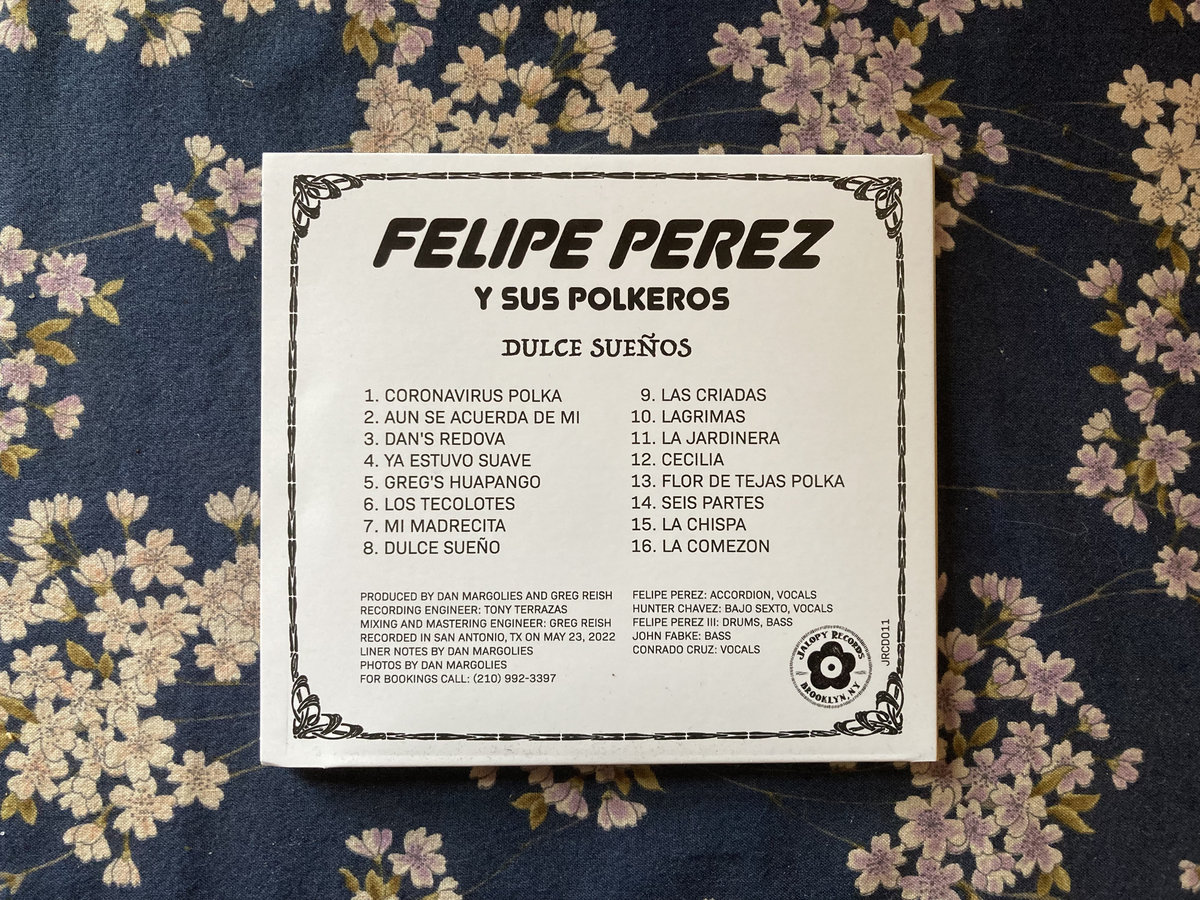 FELIPE PEREZ
Y SUS POLKEROS
DULCE SUEÑOS
1. CORONAVIRUS POLKA
2. AUN SE ACUERDA DE MI
3. DAN'S REDOVA
4. YA ESTUVO SUAVE
5. GREG'S HUAPANGO
6. LOS TECOLOTES
7. MI MADRECITA
8. DULCE SUEÑO
9. LAS CRIADAS
10. LAGRIMAS
11. LA JARDINERA
12. CECILIA
13. FLOR DE TEJAS POLKA
14. SEIS PARTES
15. LA CHISPA
16. LA COMEZON
PRODUCED BY DAN MARGOLIES AND GREG REISH
RECORDING ENGINEER: TONY TERRAZAS
MIXING AND MASTERING ENGINEER: GREG REISH
RECORDED IN SAN ANTONIO, TX ON MAY 23, 2022
LINER NOTES BY DAN MARGOLIES
PHOTOS BY DAN MARGOLIES
FOR BOOKINGS CALL: (210) 992-3397
FELIPE PEREZ: ACCORDION, VOCALS
HUNTER CHAVEZ: BAJO SEXTO, VOCALS
FELIPE PEREZ III: DRUMS, BASS
JOHN FABKE: BASS
CONRADO CRUZ: VOCALS
JALOPY RECORDS
BROOKLYN, NY
JRCD011